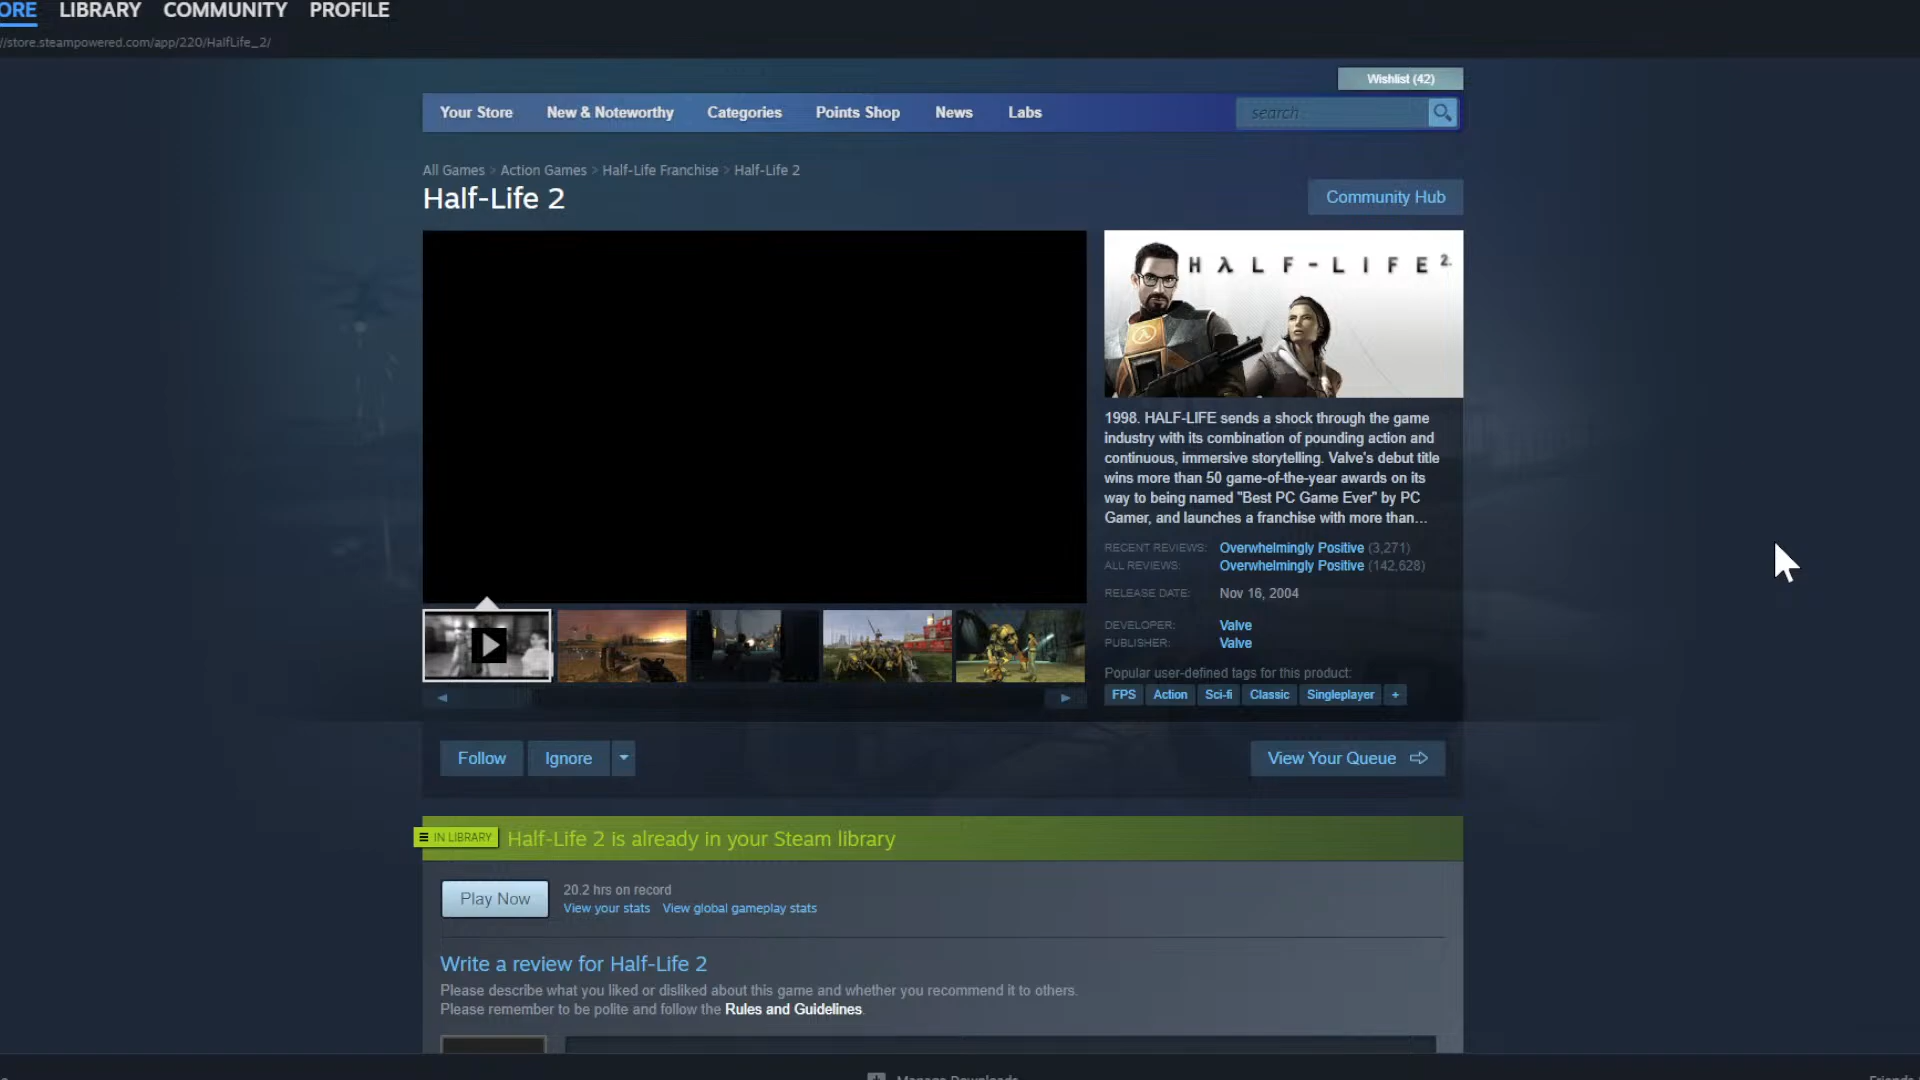 ORE LIBRARY COMMUNITY PROFILE
//store.steampowered.com/app/220/HalfLife_2/
Wishlist (42)
Your Store New & Noteworthy Categories Points Shop News Labs search
All Games > Action Games > Half-Life Franchise > Half-Life 2
Half-Life 2
Community Hub
HλLF-LIFE²
1998. HALF-LIFE sends a shock through the game
industry with its combination of pounding action and
continuous, immersive storytelling. Valve's debut title
wins more than 50 game-of-the-year awards on its
way to being named "Best PC Game Ever" by PC
Gamer, and launches a franchise with more than...
RECENT REVIEWS: Overwhelmingly Positive (3,271)
ALL REVIEWS: Overwhelmingly Positive (142,628)
RELEASE DATE: Nov 16, 2004
DEVELOPER: Valve
PUBLISHER: Valve
Popular user-defined tags for this product:
FPS Action Sci-fi Classic Singleplayer +
Follow Ignore View Your Queue
IN LIBRARY Half-Life 2 is already in your Steam library
Play Now
20.2 hrs on record
View your stats View global gameplay stats
Write a review for Half-Life 2
Please describe what you liked or disliked about this game and whether you recommend it to others.
Please remember to be polite and follow the Rules and Guidelines.
Manage Downloads